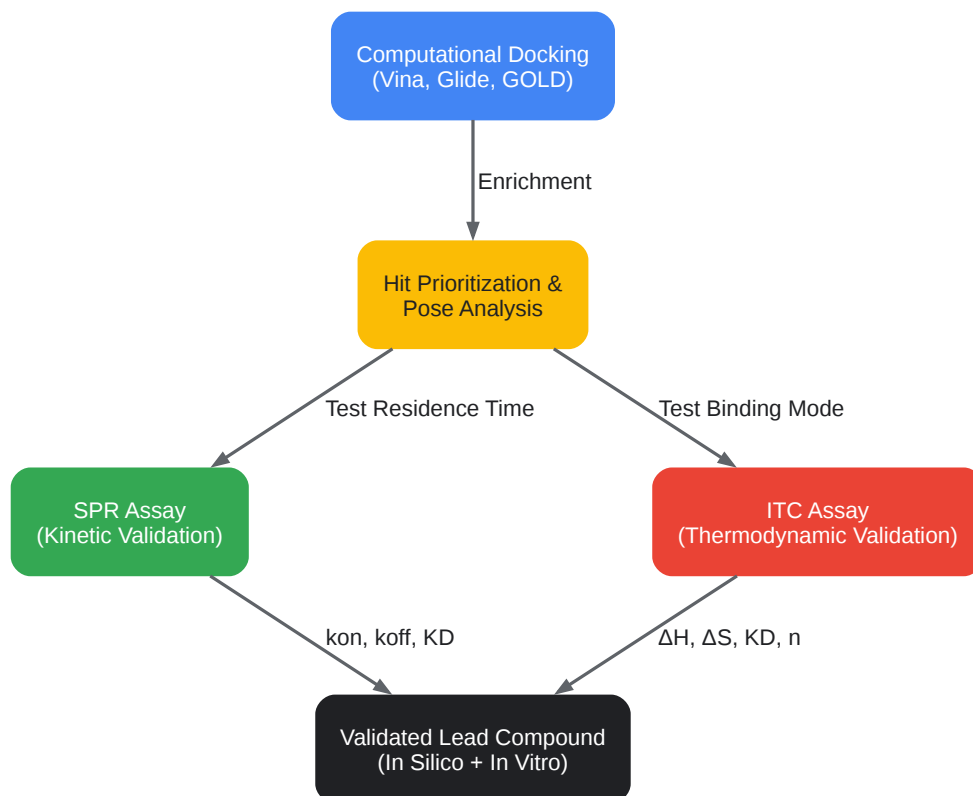 Computational Docking
(Vina, Glide, GOLD)
Enrichment
Hit Prioritization &
Pose Analysis
Test Residence Time
Test Binding Mode
SPR Assay
(Kinetic Validation)
ITC Assay
(Thermodynamic Validation)
kon, koff, KD
ΔH, ΔS, KD, n
Validated Lead Compound
(In Silico + In Vitro)